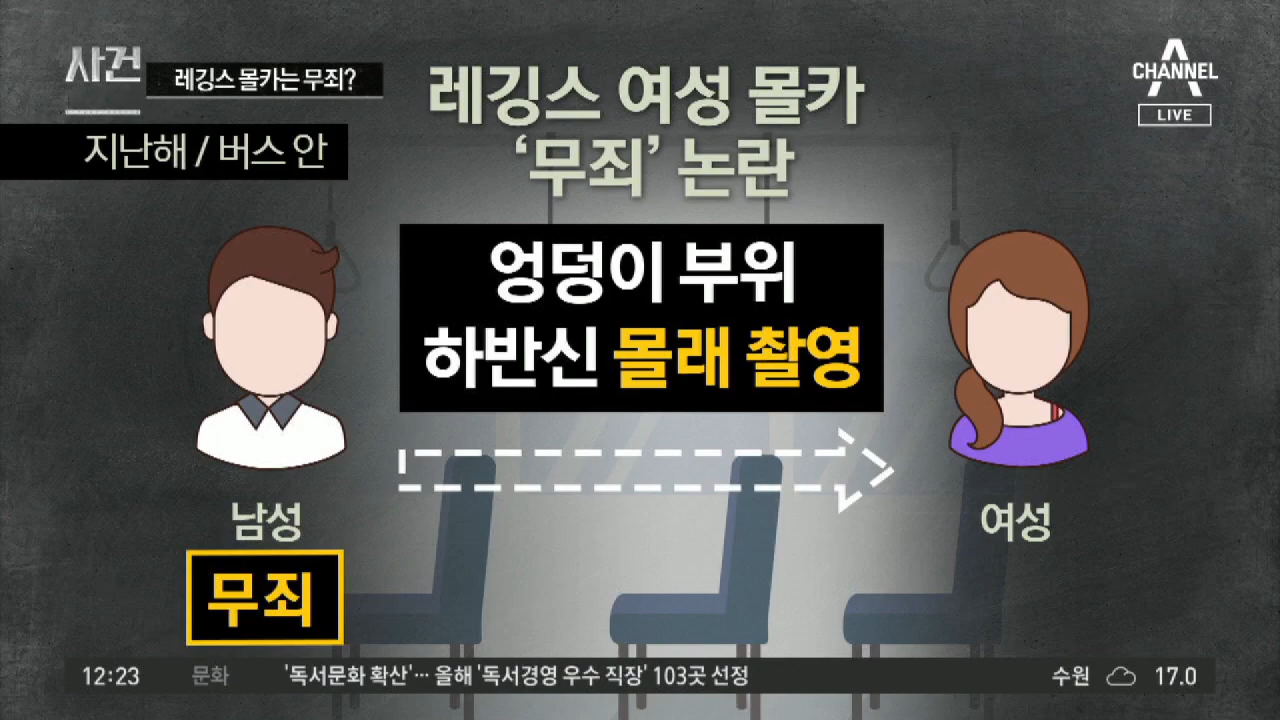 사건
레깅스 몰카는 무죄?
지난해 / 버스 안
레깅스 여성 몰카
‘무죄’ 논란
CHANNEL A
LIVE
엉덩이 부위
하반신 몰래 촬영
남성
여성
무죄
12:23 문화 '독서문화 확산'… 올해 '독서경영 우수 직장' 103곳 선정 수원 17.0